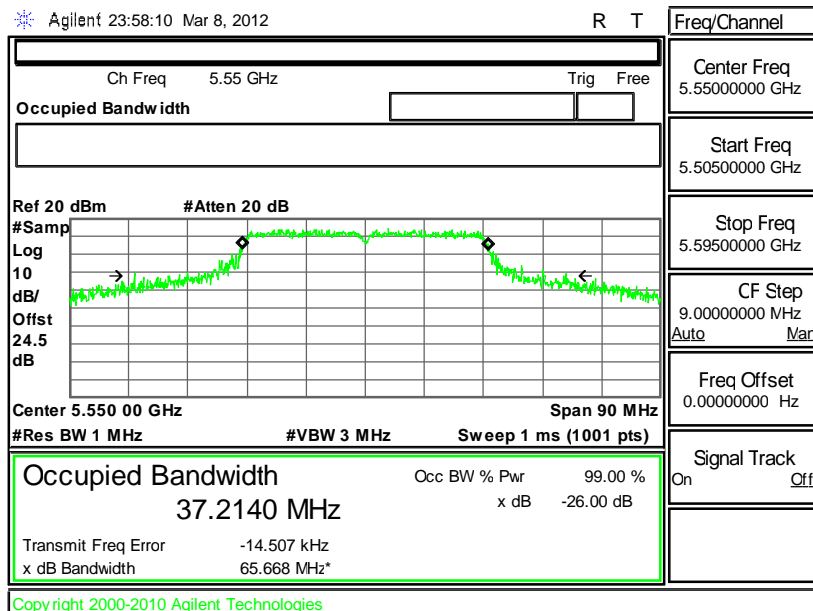 Agilent 23:58:10 Mar 8, 2012 R T
Freq/Channel
Ch Freq 5.55 GHz Trig Free
Occupied Bandwidth
Center Freq
5.55000000 GHz
Start Freq
5.50500000 GHz
Stop Freq
5.59500000 GHz
CF Step
9.00000000 MHz
Auto Man
Freq Offset
0.00000000 Hz
Signal Track
On Off
Ref 20 dBm #Atten 20 dB
#Samp
Log
10
dB/
Offst
24.5
dB
Center 5.550 00 GHz Span 90 MHz
#Res BW 1 MHz #VBW 3 MHz Sweep 1 ms (1001 pts)
Occupied Bandwidth Occ BW % Pwr 99.00 %
37.2140 MHz x dB -26.00 dB
Transmit Freq Error -14.507 kHz
x dB Bandwidth 65.668 MHz*
Copyright 2000-2010 Agilent Technologies